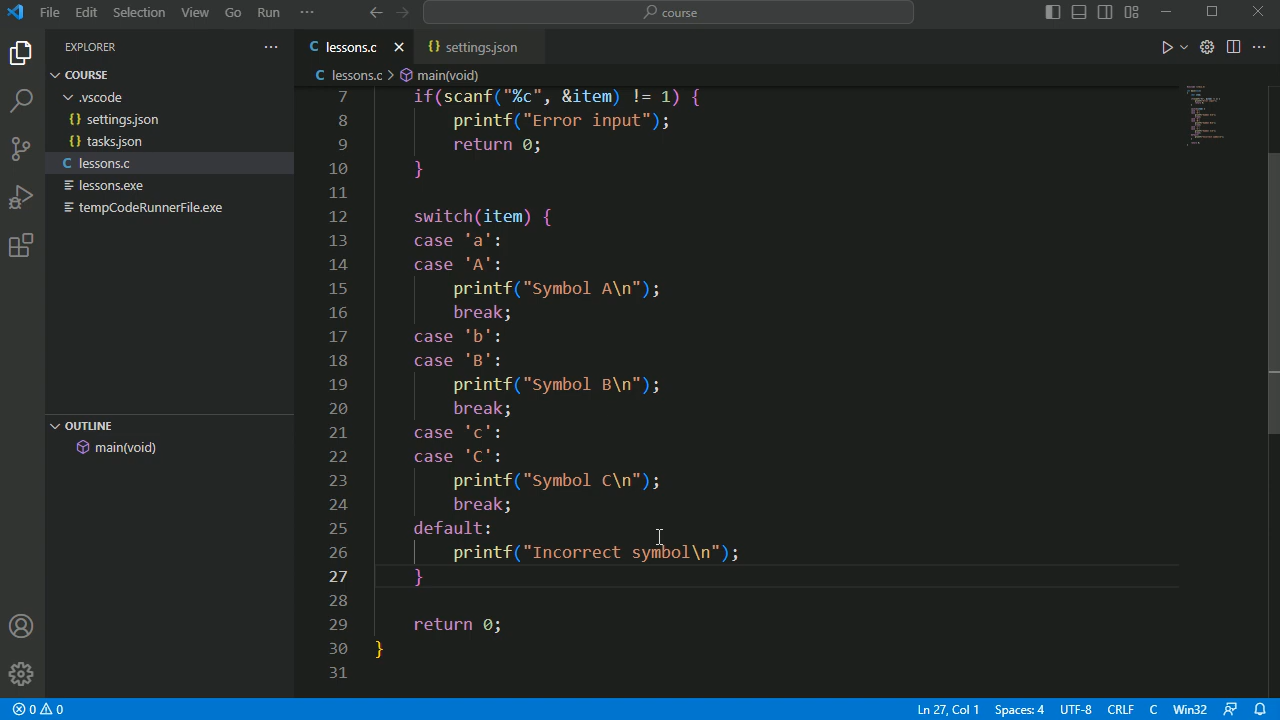 File Edit Selection View Go Run ··· course
EXPLORER ···
COURSE
.vscode
{} settings.json
{} tasks.json
C lessons.c
lessons.exe
tempCodeRunnerFile.exe
OUTLINE
main(void)
C lessons.c × {} settings.json
C lessons.c > main(void)
7 if(scanf("%c", &item) != 1) {
8 printf("Error input");
9 return 0;
10 }
11
12 switch(item) {
13 case 'a':
14 case 'A':
15 printf("Symbol A\n");
16 break;
17 case 'b':
18 case 'B':
19 printf("Symbol B\n");
20 break;
21 case 'c':
22 case 'C':
23 printf("Symbol C\n");
24 break;
25 default:
26 printf("Incorrect symbol\n");
27 }
28
29 return 0;
30 }
31
0 0 Ln 27, Col 1 Spaces: 4 UTF-8 CRLF C Win32